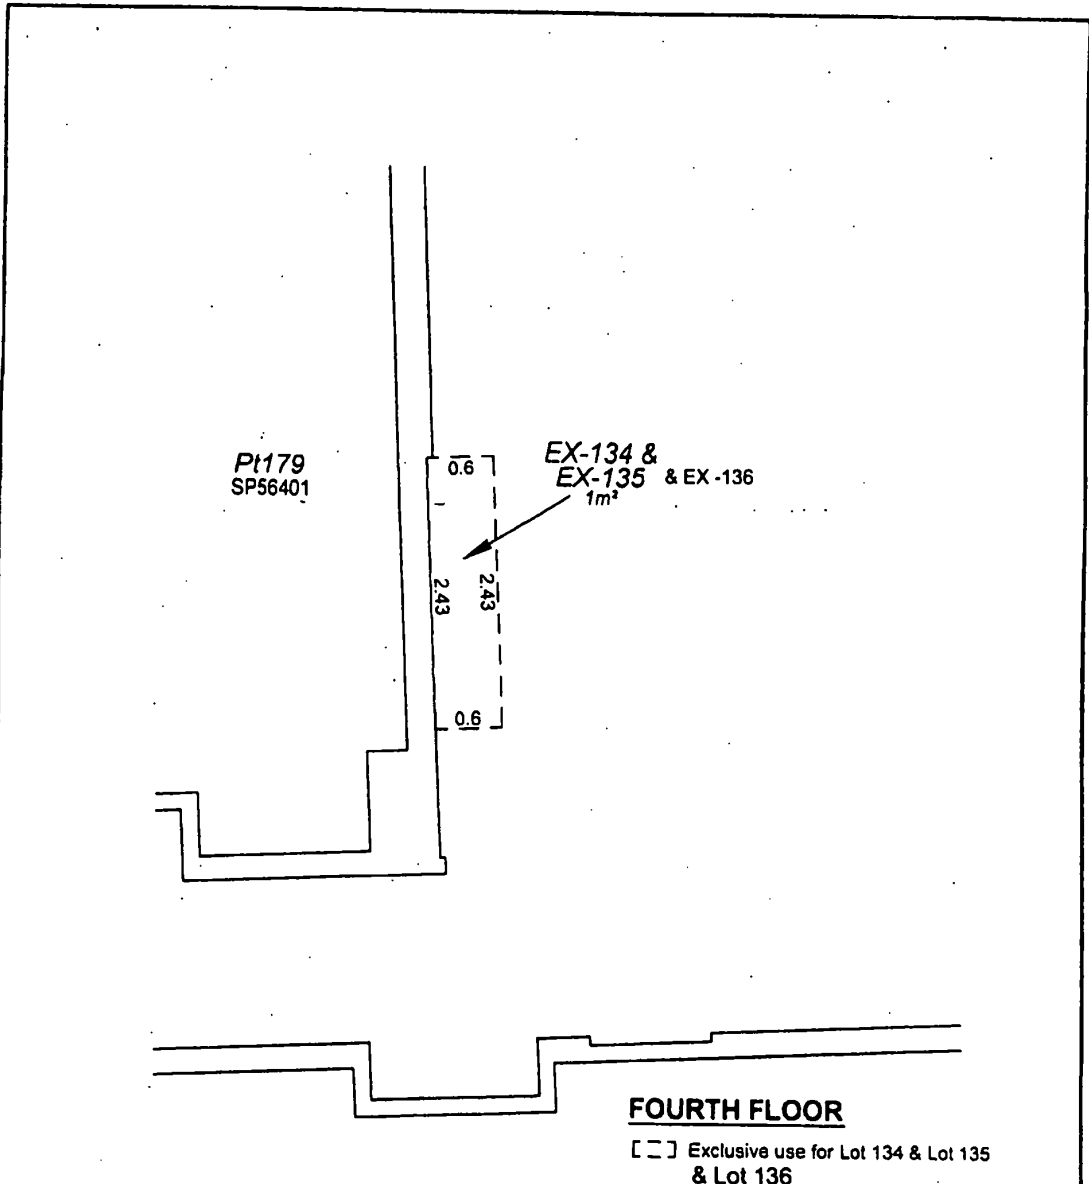 Pt179
SP56401
0.6
EX-134 &
EX-135 & EX -136
1m²
2.43
2.43
0.6
FOURTH FLOOR
Exclusive use for Lot 134 & Lot 135
& Lot 136